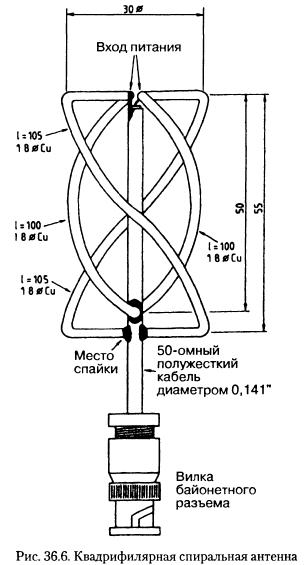 30 ø
Вход питания
l = 105
1 8 ø Cu
l = 100
1 8 ø Cu
l = 100
1 8 ø Cu
l = 105
1 8 ø Cu
50
55
Место
спайки
50-омный
полужесткий
кабель
диаметром 0,141"
Вилка
байонетного
разъема
Рис. 36.6. Квадрифилярная спиральная антенна